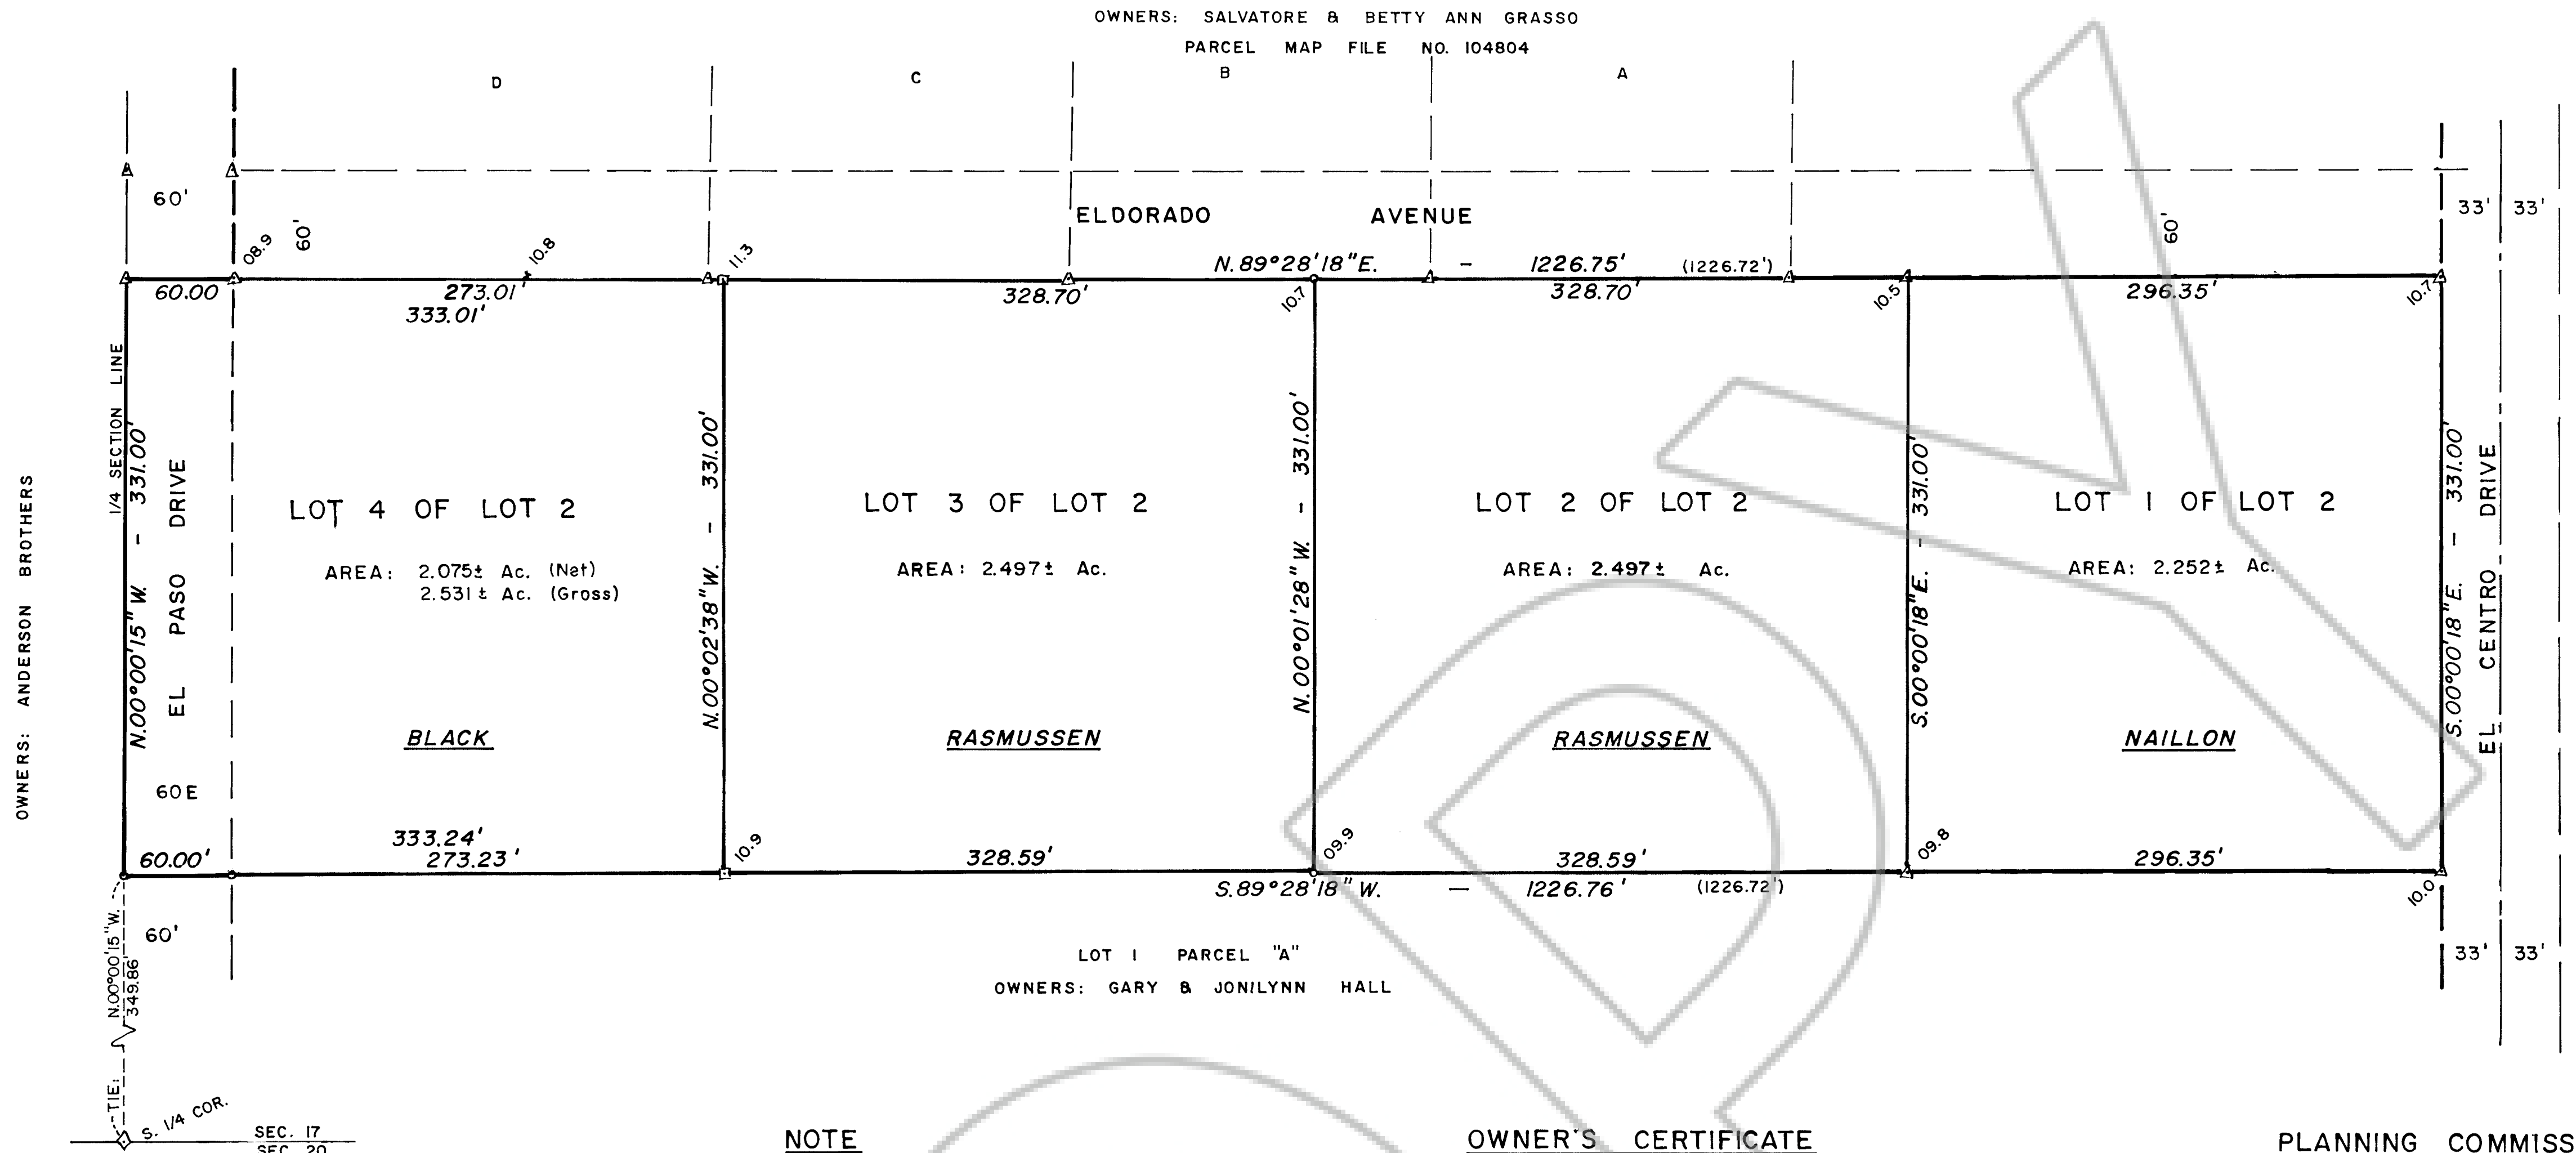 OWNERS: SALVATORE & BETTY ANN GRASSO
PARCEL MAP FILE NO. 104804
D
C
B
A
60'
60'
ELDORADO AVENUE
60'
33' 33'
08.9
10.8
11.3
N.89°28'18"E. - 1226.75' (1226.72')
60.00
273.01'
333.01'
328.70'
10.7
328.70'
10.5
296.35'
10.7
OWNERS: ANDERSON BROTHERS
1/4 SECTION LINE
N.00°00'15"W. - 331.00'
EL PASO DRIVE
N.00°02'38"W. - 331.00'
N.00°01'28"W. - 331.00'
S.00°00'18"E. - 331.00'
S.00°00'18"E. - 331.00'
EL CENTRO DRIVE
LOT 4 OF LOT 2
AREA: 2.075± Ac. (Net)
2.531± Ac. (Gross)
BLACK
LOT 3 OF LOT 2
AREA: 2.497± Ac.
RASMUSSEN
LOT 2 OF LOT 2
AREA: 2.497± Ac.
RASMUSSEN
LOT 1 OF LOT 2
AREA: 2.252± Ac.
NAILLON
60E
333.24'
60.00'
273.23'
10.9
328.59'
09.9
328.59'
09.8
296.35'
10.0
S.89°28'18"W. — 1226.76' (1226.72')
60'
LOT 1 PARCEL "A"
OWNERS: GARY & JONILYNN HALL
33' 33'
TIE: N.00°00'15"W.
349.86'
S. 1/4 COR.
SEC. 17
SEC. 20
NOTE
OWNER'S CERTIFICATE
PLANNING COMMISS